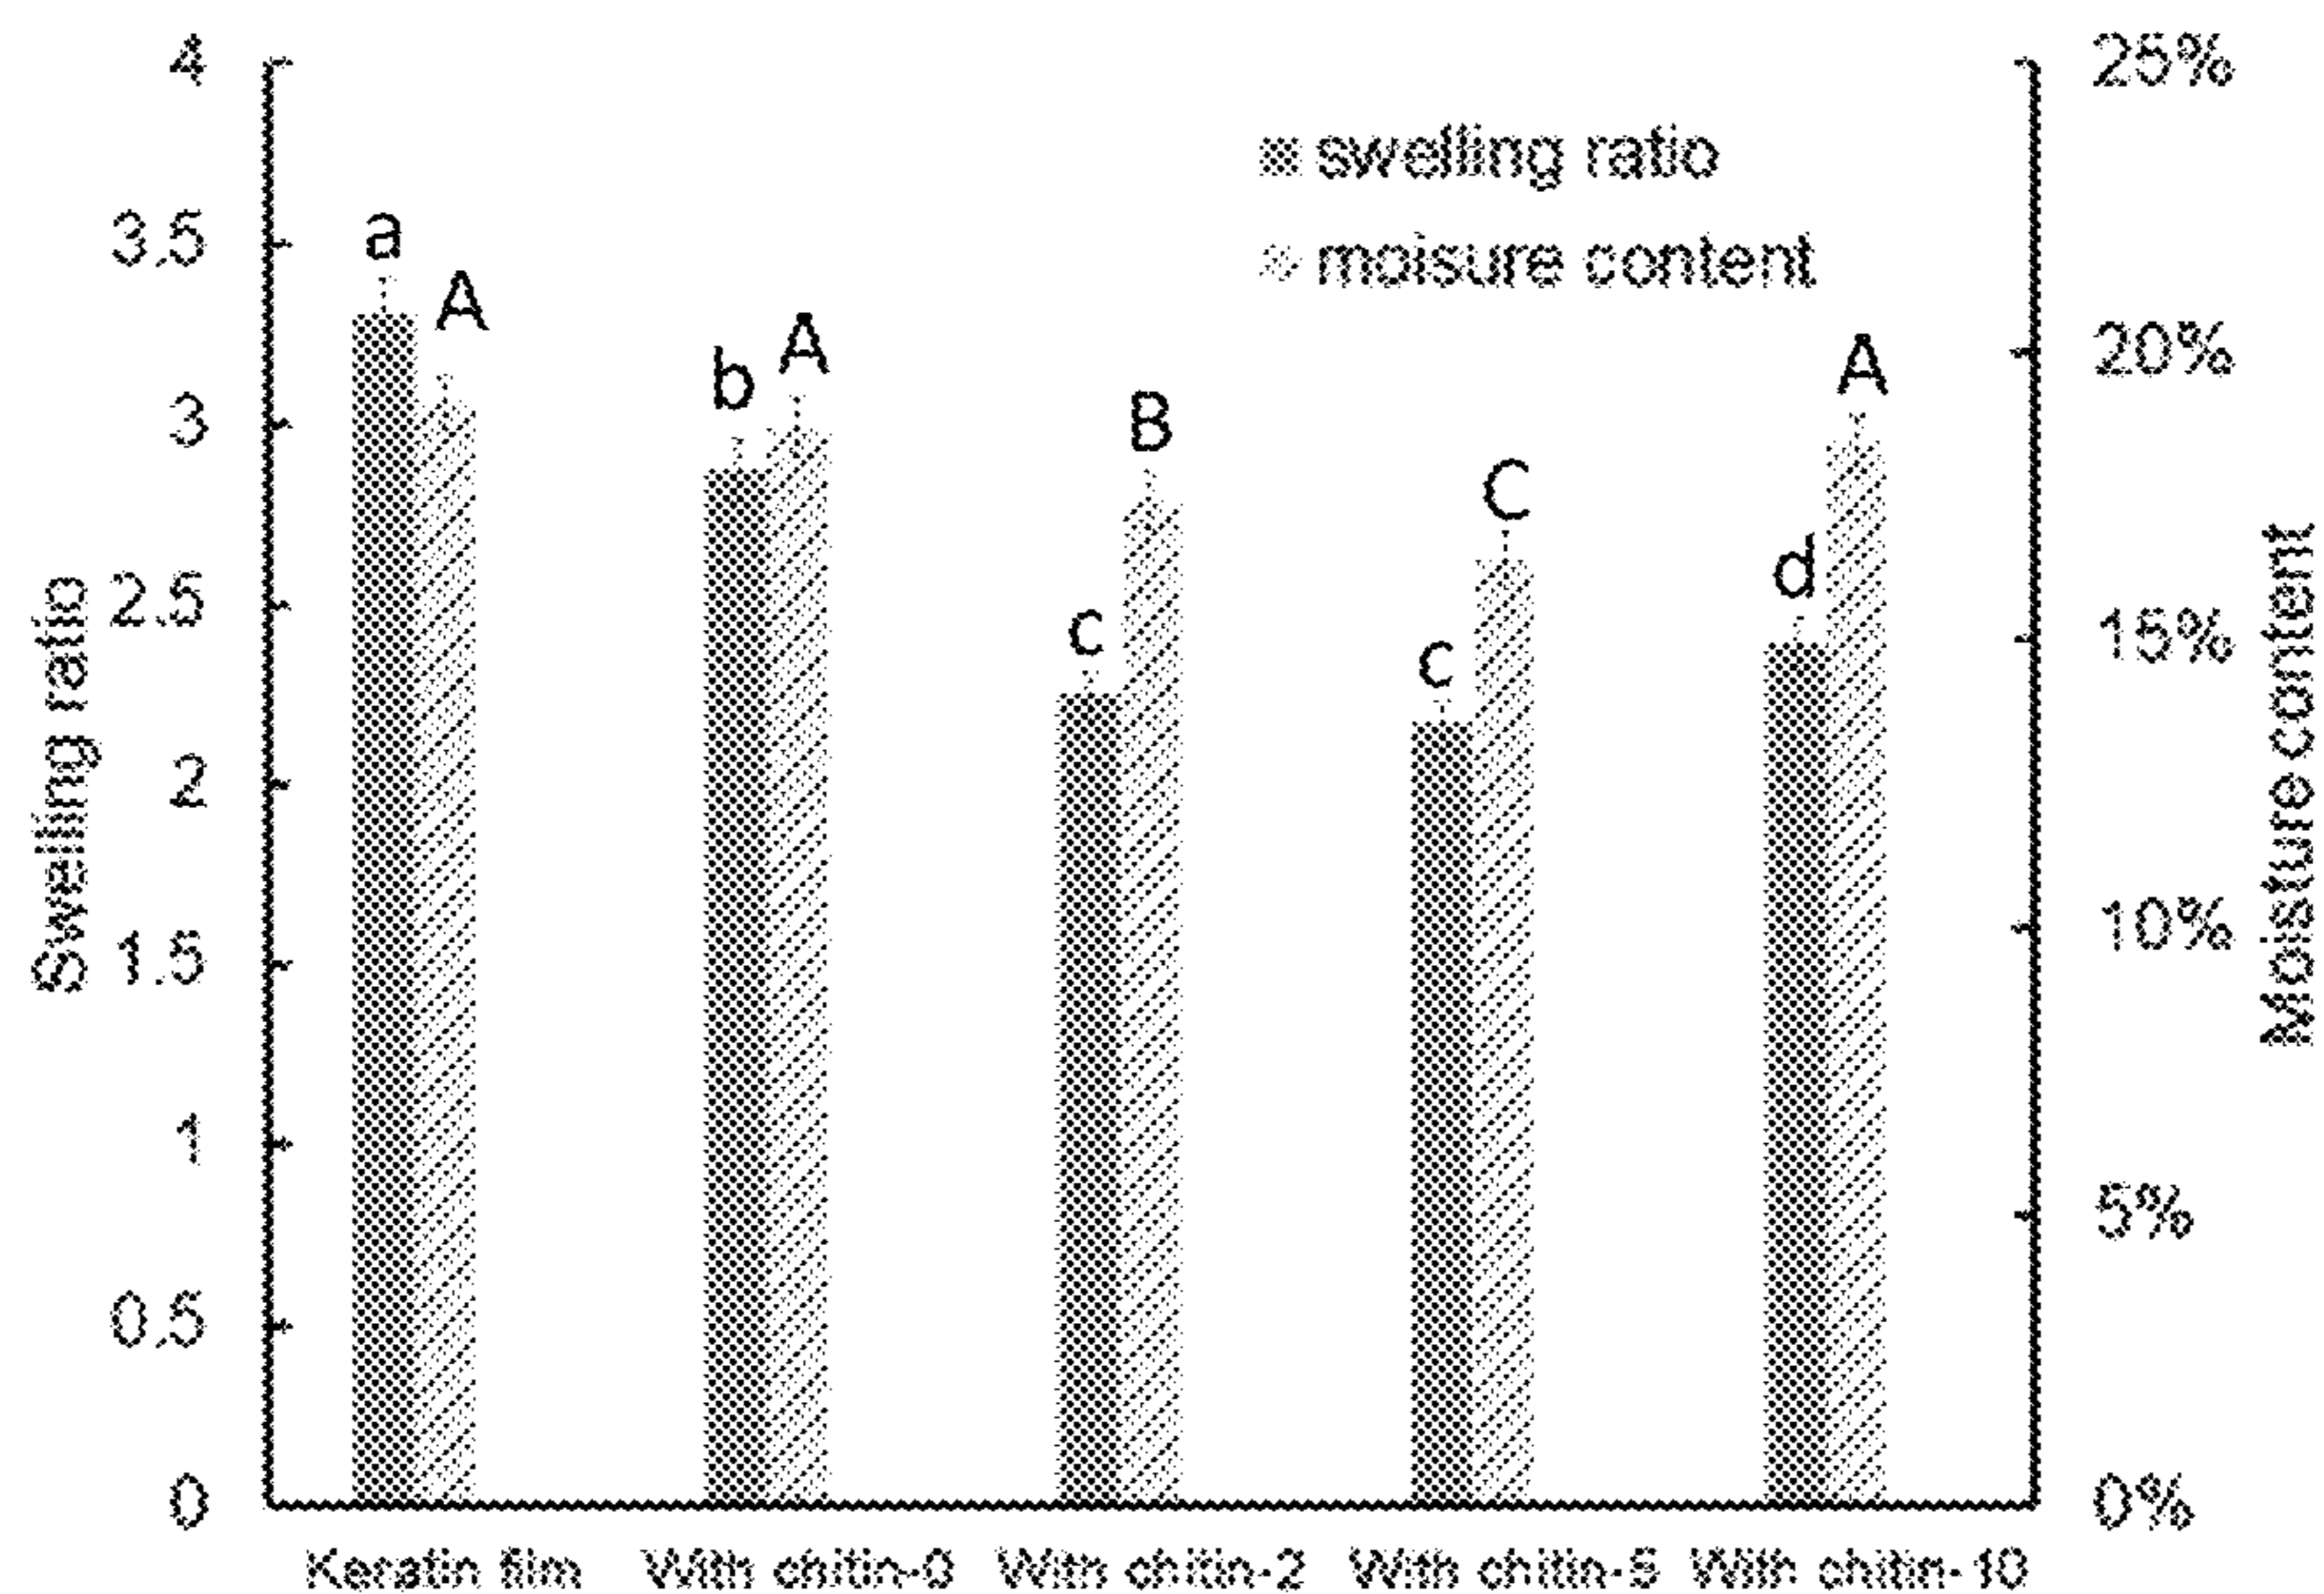 4
25%
swelling ratio
3.5
a
moisure content
A
A
b
20%
A
3
B
C
2.5
d
15%
c
c
Swelling ratio
Moisture content
2
1.5
10%
1
5%
0.5
0
0%
Keratin film With chitin-0 With chitin-2 With chitin-5 With chitin-10